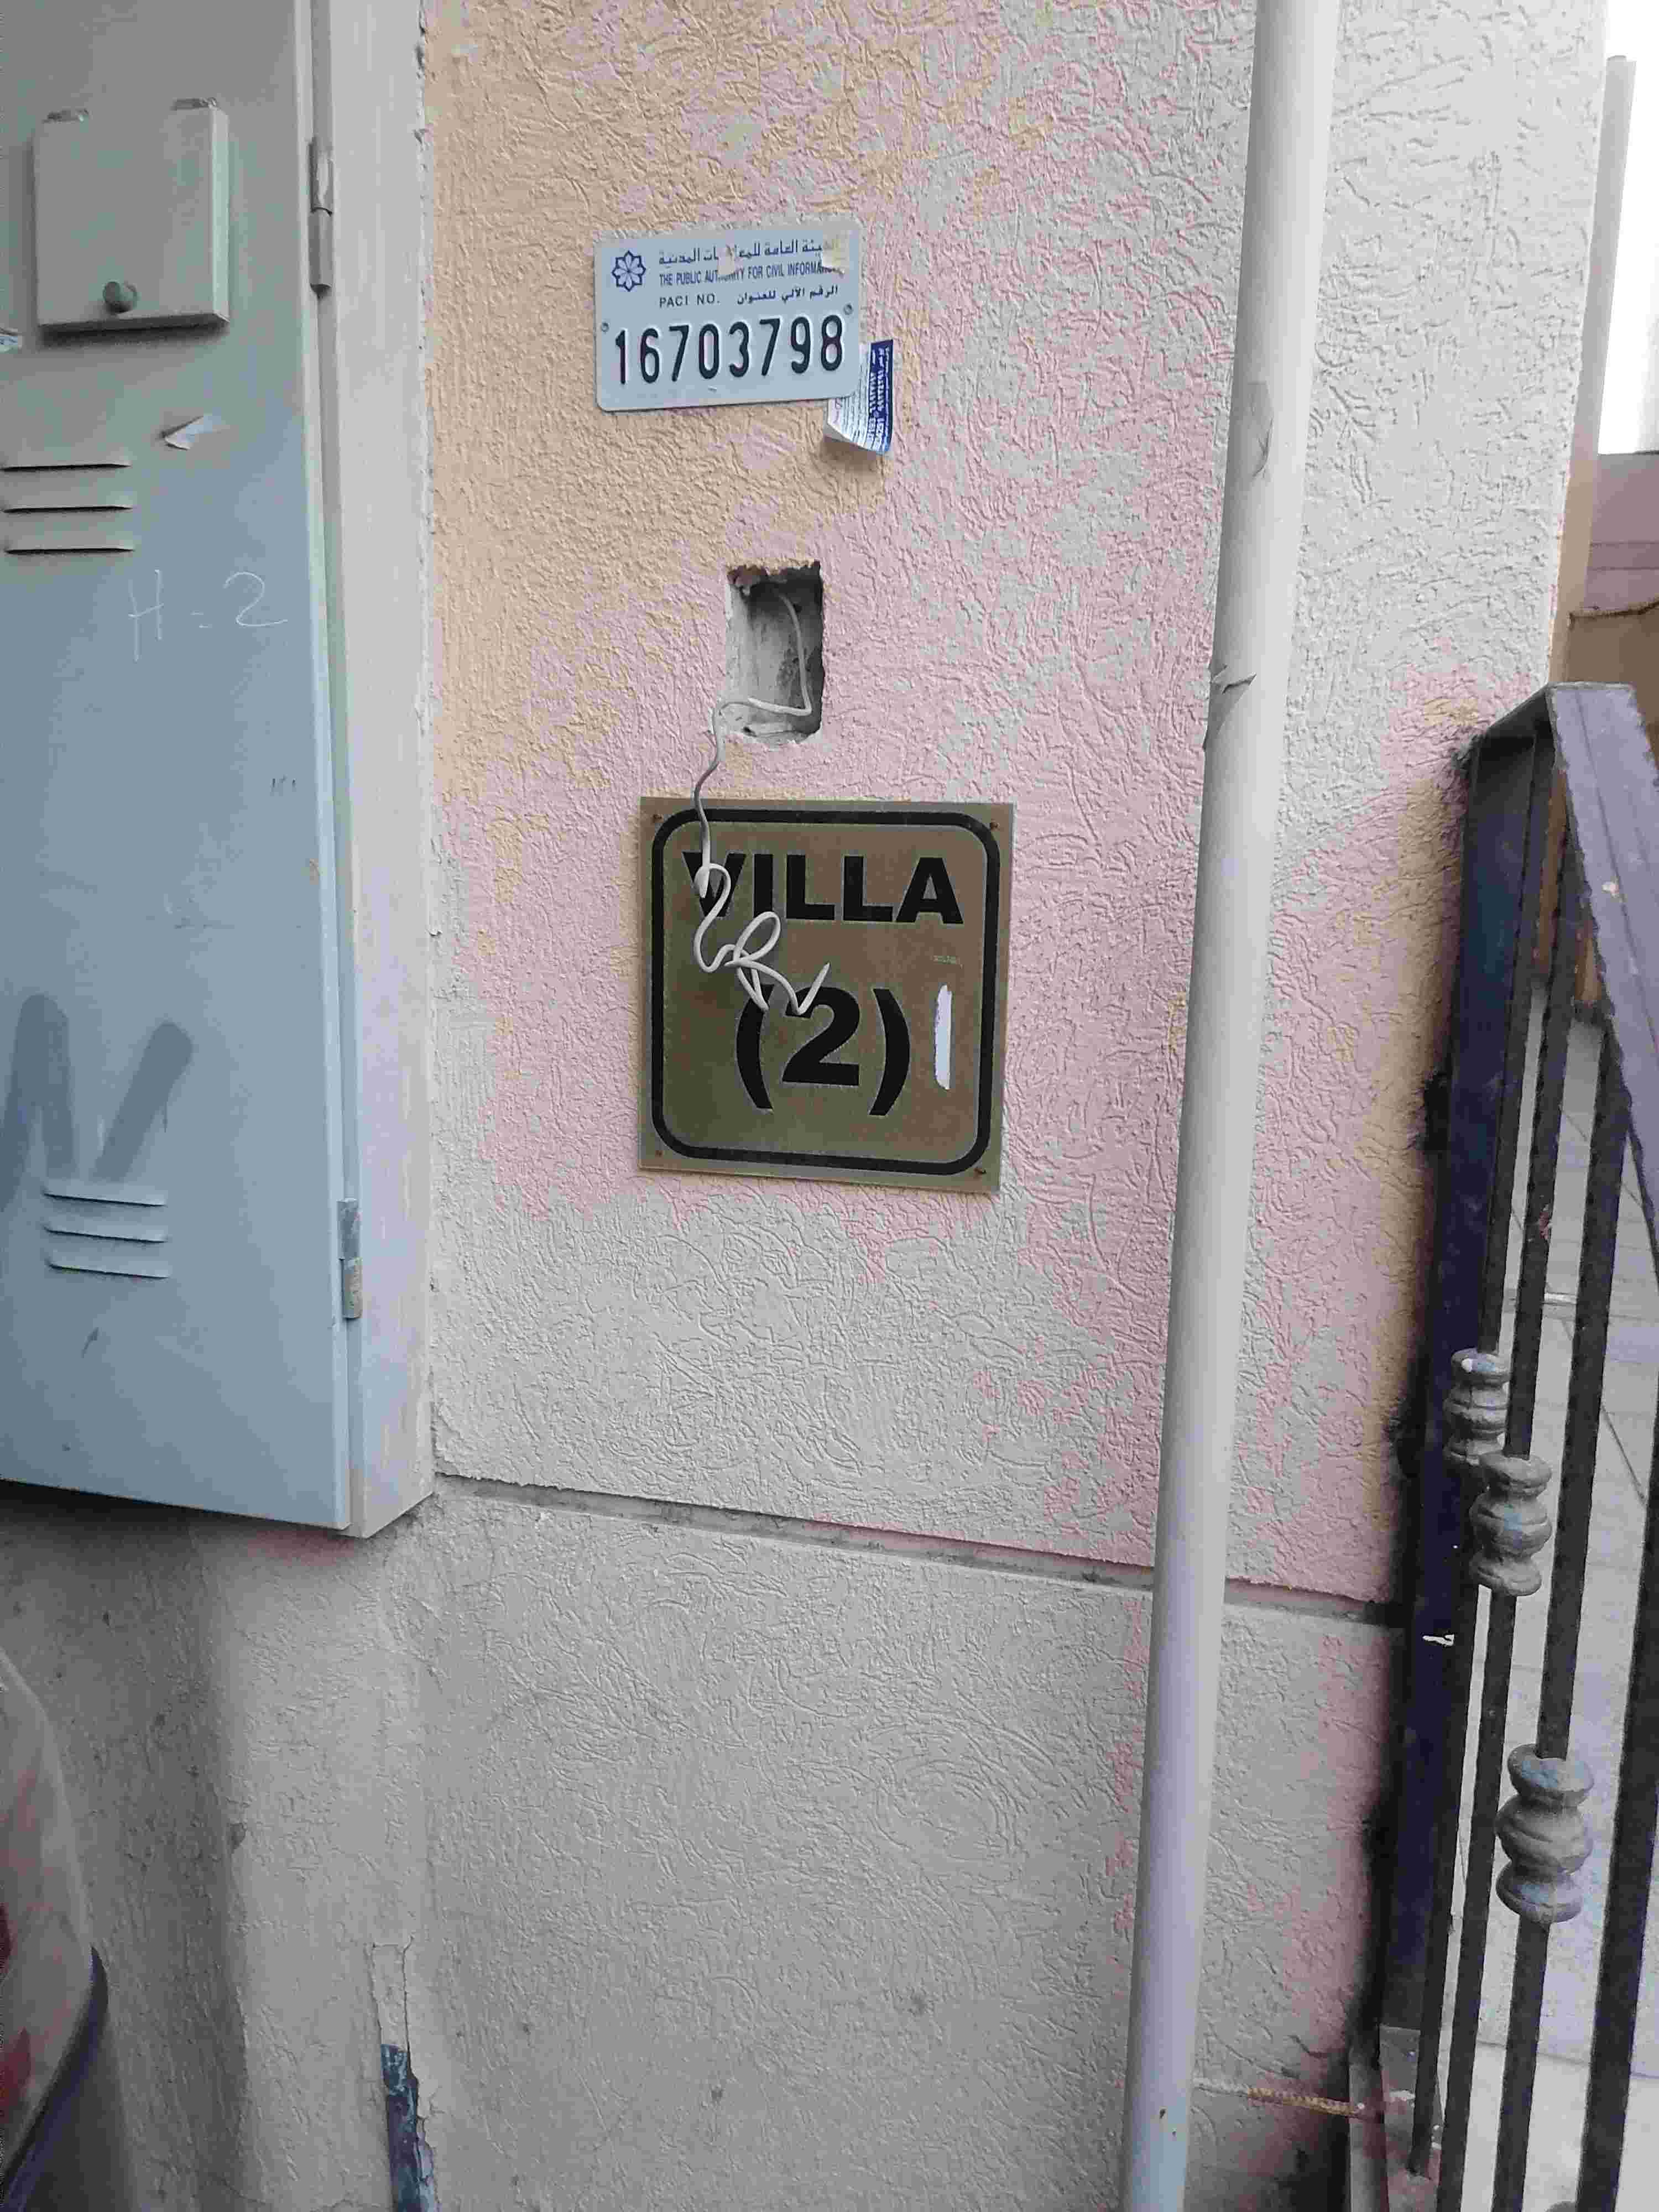 الهيئة العامة للمعلومات المدنية
THE PUBLIC AUTHORITY FOR CIVIL INFORMATION
PACI NO. الرقم الآلي للعنوان
16703798
H-2
VILLA
(2)